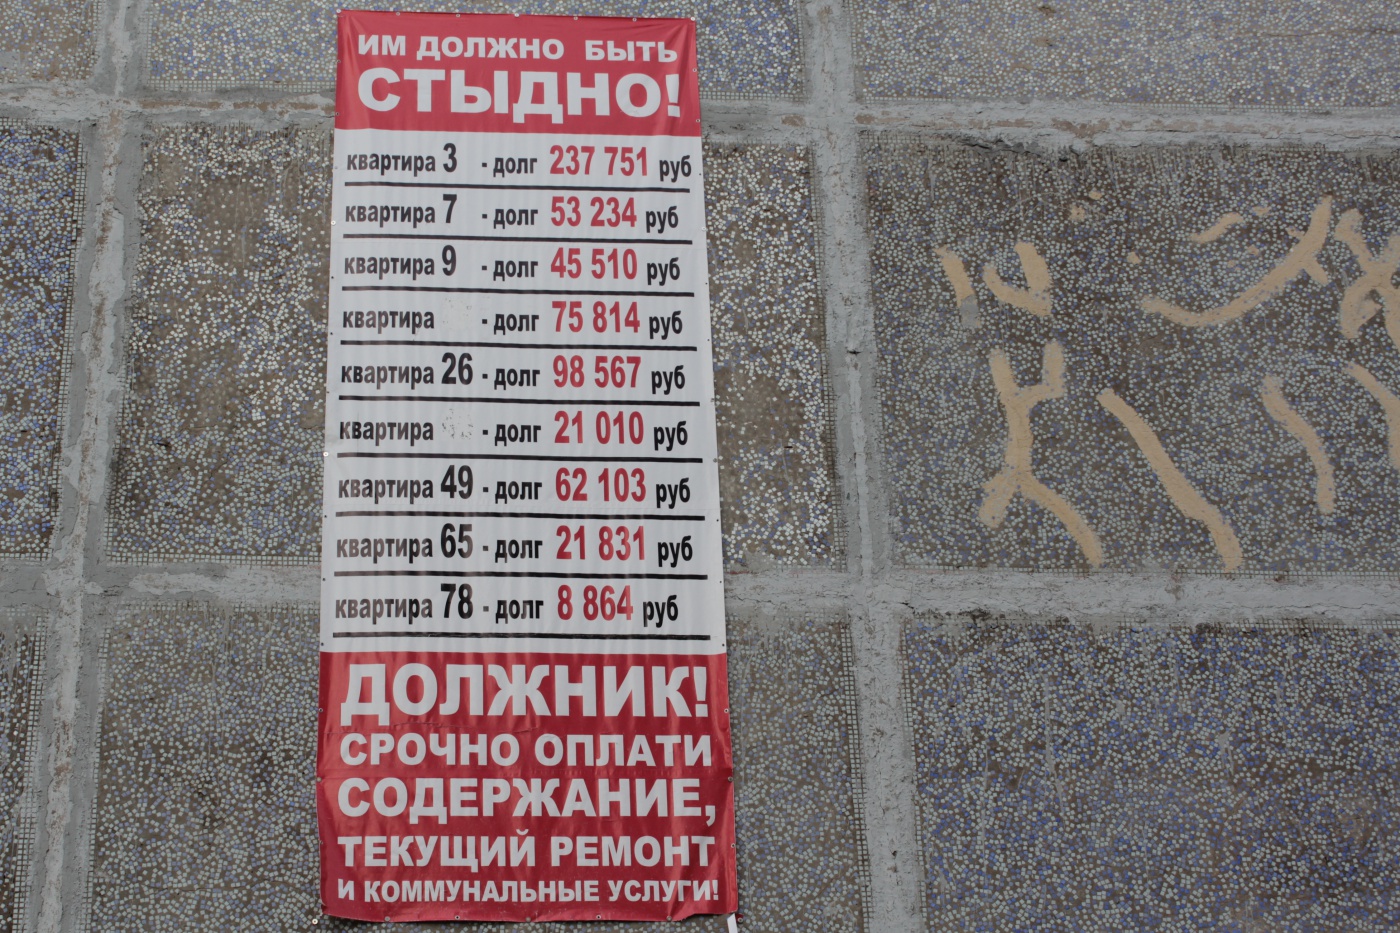 ИМ ДОЛЖНО БЫТЬ
СТЫДНО!
квартира 3 - долг 237 751 руб
квартира 7 - долг 53 234 руб
квартира 9 - долг 45 510 руб
квартира - долг 75 814 руб
квартира 26 - долг 98 567 руб
квартира - долг 21 010 руб
квартира 49 - долг 62 103 руб
квартира 65 - долг 21 831 руб
квартира 78 - долг 8 864 руб
ДОЛЖНИК!
СРОЧНО ОПЛАТИ
СОДЕРЖАНИЕ,
ТЕКУЩИЙ РЕМОНТ
И КОММУНАЛЬНЫЕ УСЛУГИ!